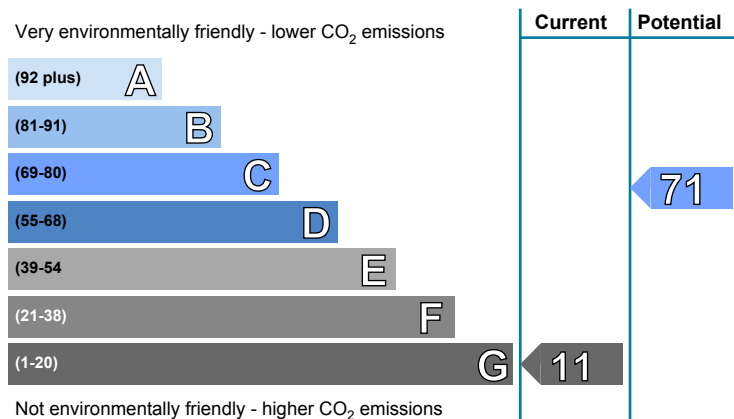 Current Potential
Very environmentally friendly - lower CO2 emissions
(92 plus) A
(81-91) B
(69-80) C
71
(55-68) D
(39-54 E
(21-38) F
(1-20) G 11
Not environmentally friendly - higher CO2 emissions